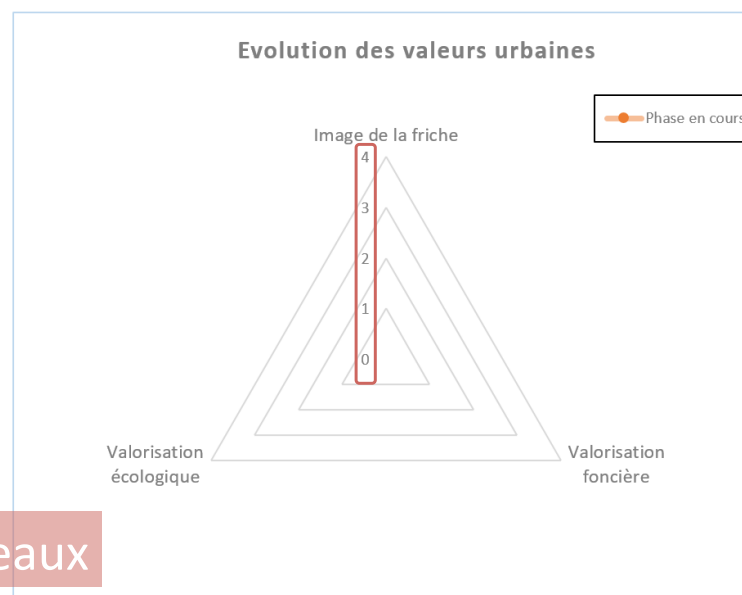 Evolution des valeurs urbaines
Phase en cours
Image de la friche
4
3
2
1
0
Valorisation
écologique
Valorisation
foncière